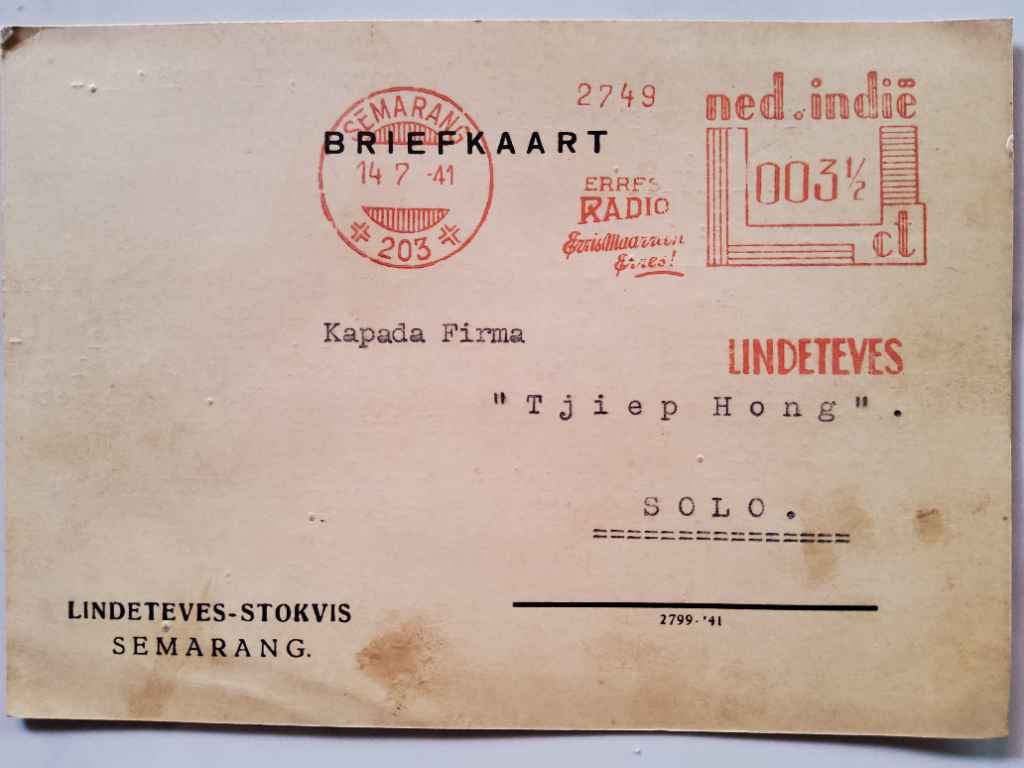 2749
ned. indië
SEMARANG
BRIEFKAART
14 7 -41
003½
ERRES
RADIO
Erres!
ct
203
Kapada Firma
LINDETEVES
"Tjiep Hong".
SOLO.
===============
LINDETEVES-STOKVIS
SEMARANG.
2799-'41